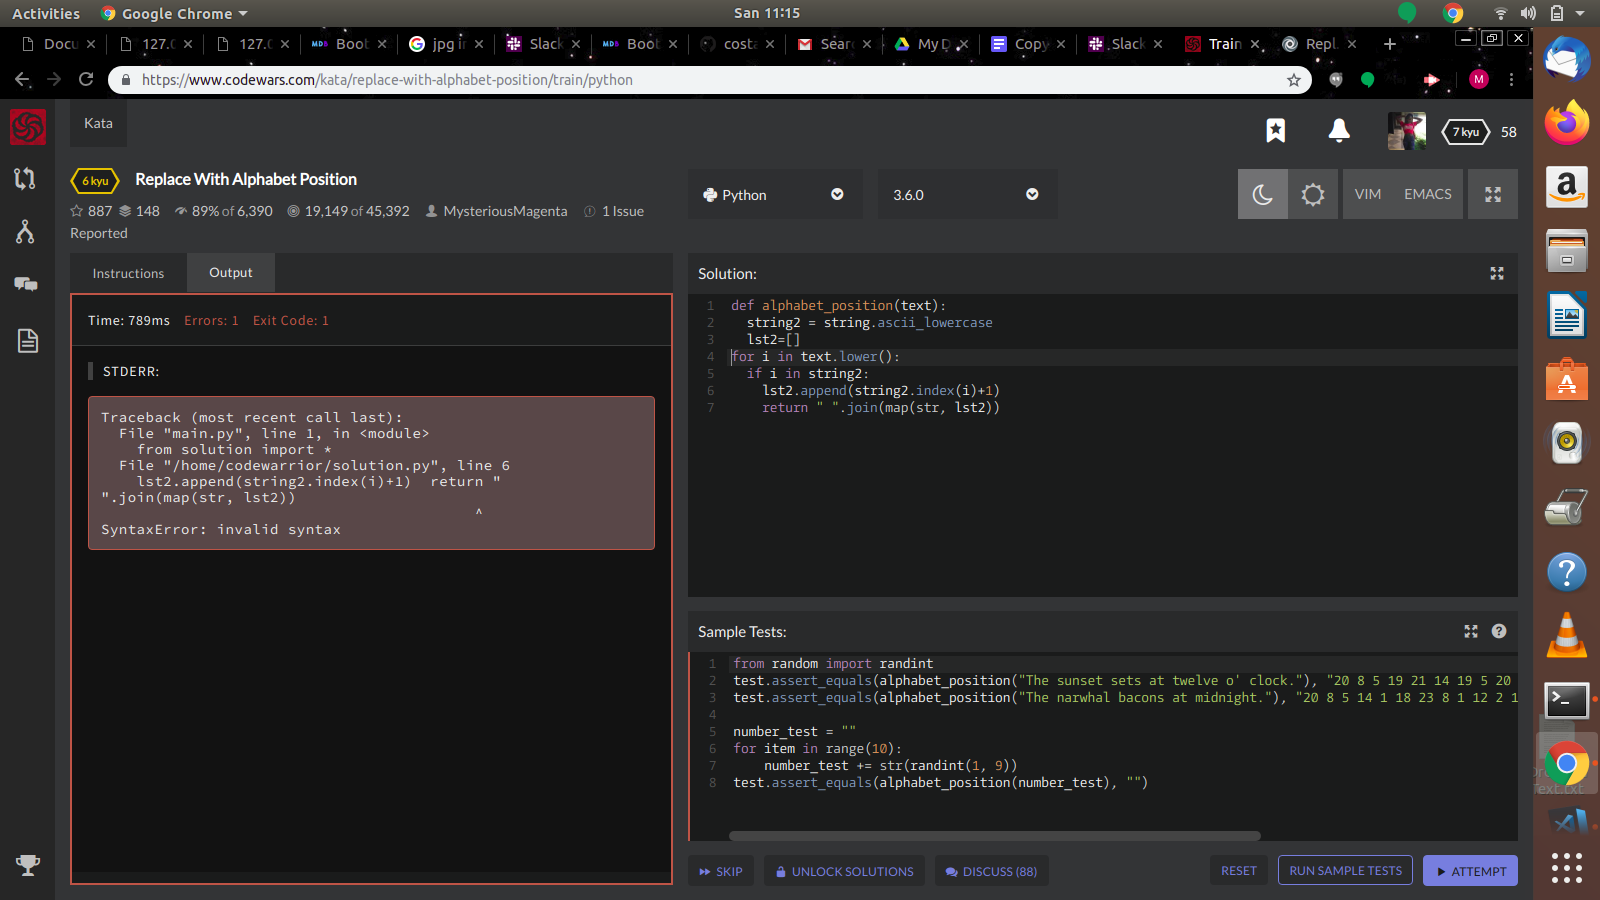 Activities
Google Chrome
San 11:15
Docu
127.0
127.0
MDB Boot
jpg i
Slack
MDB Boot
costa
Sear
My D
Copy
Slack
Train
Repl
https://www.codewars.com/kata/replace-with-alphabet-position/train/python
M
Kata
7 kyu
58
6 kyu
Replace With Alphabet Position
887 148 89% of 6,390 19,149 of 45,392 MysteriousMagenta 1 Issue
Reported
Python
3.6.0
VIM
EMACS
Instructions
Output
Time: 789ms Errors: 1 Exit Code: 1
STDERR:
Traceback (most recent call last):
File "main.py", line 1, in <module>
from solution import *
File "/home/codewarrior/solution.py", line 6
lst2.append(string2.index(i)+1)  return "
".join(map(str, lst2))
^
SyntaxError: invalid syntax
Solution:
1 def alphabet_position(text):
2 string2 = string.ascii_lowercase
3 lst2=[]
4 for i in text.lower():
5 if i in string2:
6 lst2.append(string2.index(i)+1)
7 return " ".join(map(str, lst2))
Sample Tests:
1 from random import randint
2 test.assert_equals(alphabet_position("The sunset sets at twelve o' clock."), "20 8 5 19 21 14 19 5 20
3 test.assert_equals(alphabet_position("The narwhal bacons at midnight."), "20 8 5 14 1 18 23 8 1 12 2 1
4
5 number_test = ""
6 for item in range(10):
7 number_test += str(randint(1, 9))
8 test.assert_equals(alphabet_position(number_test), "")
SKIP
UNLOCK SOLUTIONS
DISCUSS (88)
RESET
RUN SAMPLE TESTS
ATTEMPT